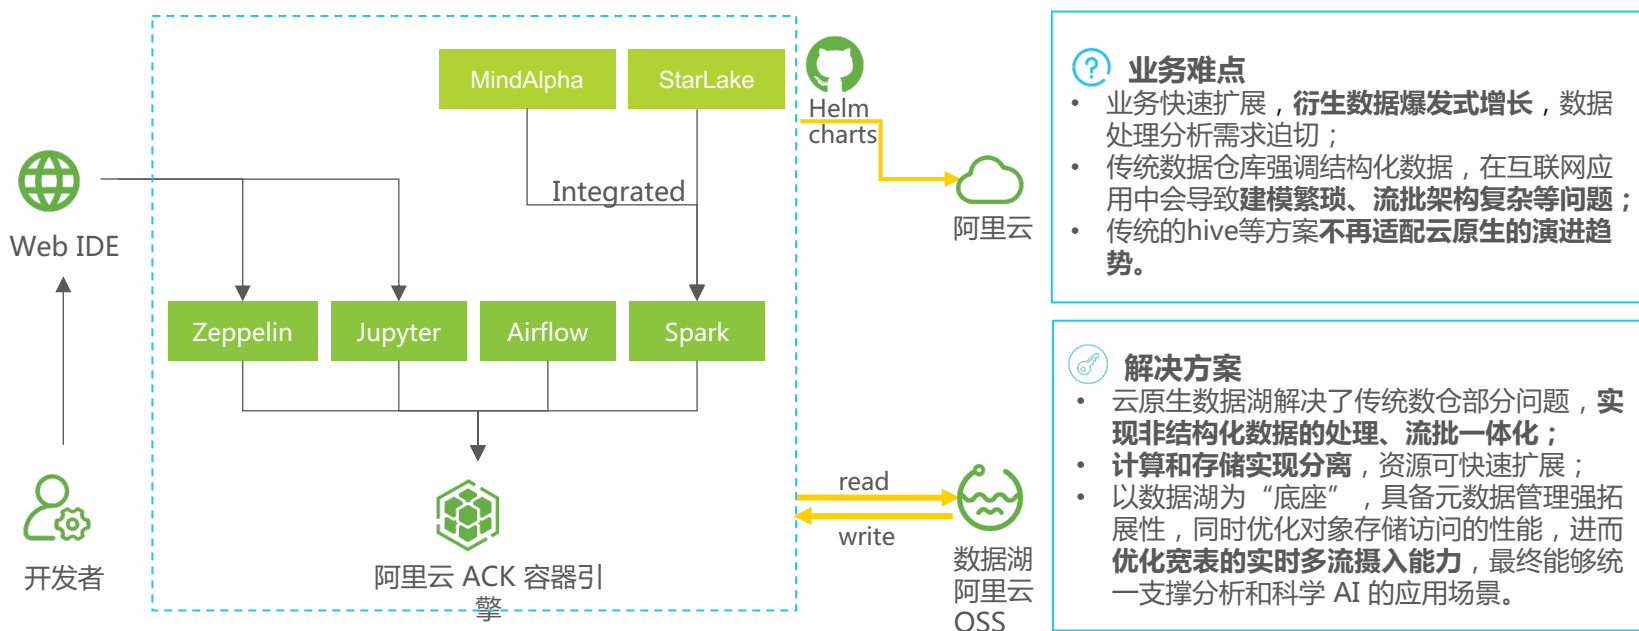 MindAlpha
StarLake
Helm
charts
Integrated
Web IDE
阿里云
Zeppelin
Jupyter
Airflow
Spark
read
write
开发者
阿里云 ACK 容器引
擎
数据湖
阿里云
OSS
业务难点
• 业务快速扩展，衍生数据爆发式增长，数据
处理分析需求迫切；
• 传统数据仓库强调结构化数据，在互联网应
用中会导致建模繁琐、流批架构复杂等问题；
• 传统的hive等方案不再适配云原生的演进趋
势。
解决方案
• 云原生数据湖解决了传统数仓部分问题，实
现非结构化数据的处理、流批一体化；
• 计算和存储实现分离，资源可快速扩展；
• 以数据湖为“底座”，具备元数据管理强拓
展性，同时优化对象存储访问的性能，进而
优化宽表的实时多流摄入能力，最终能够统
一支撑分析和科学 AI 的应用场景。